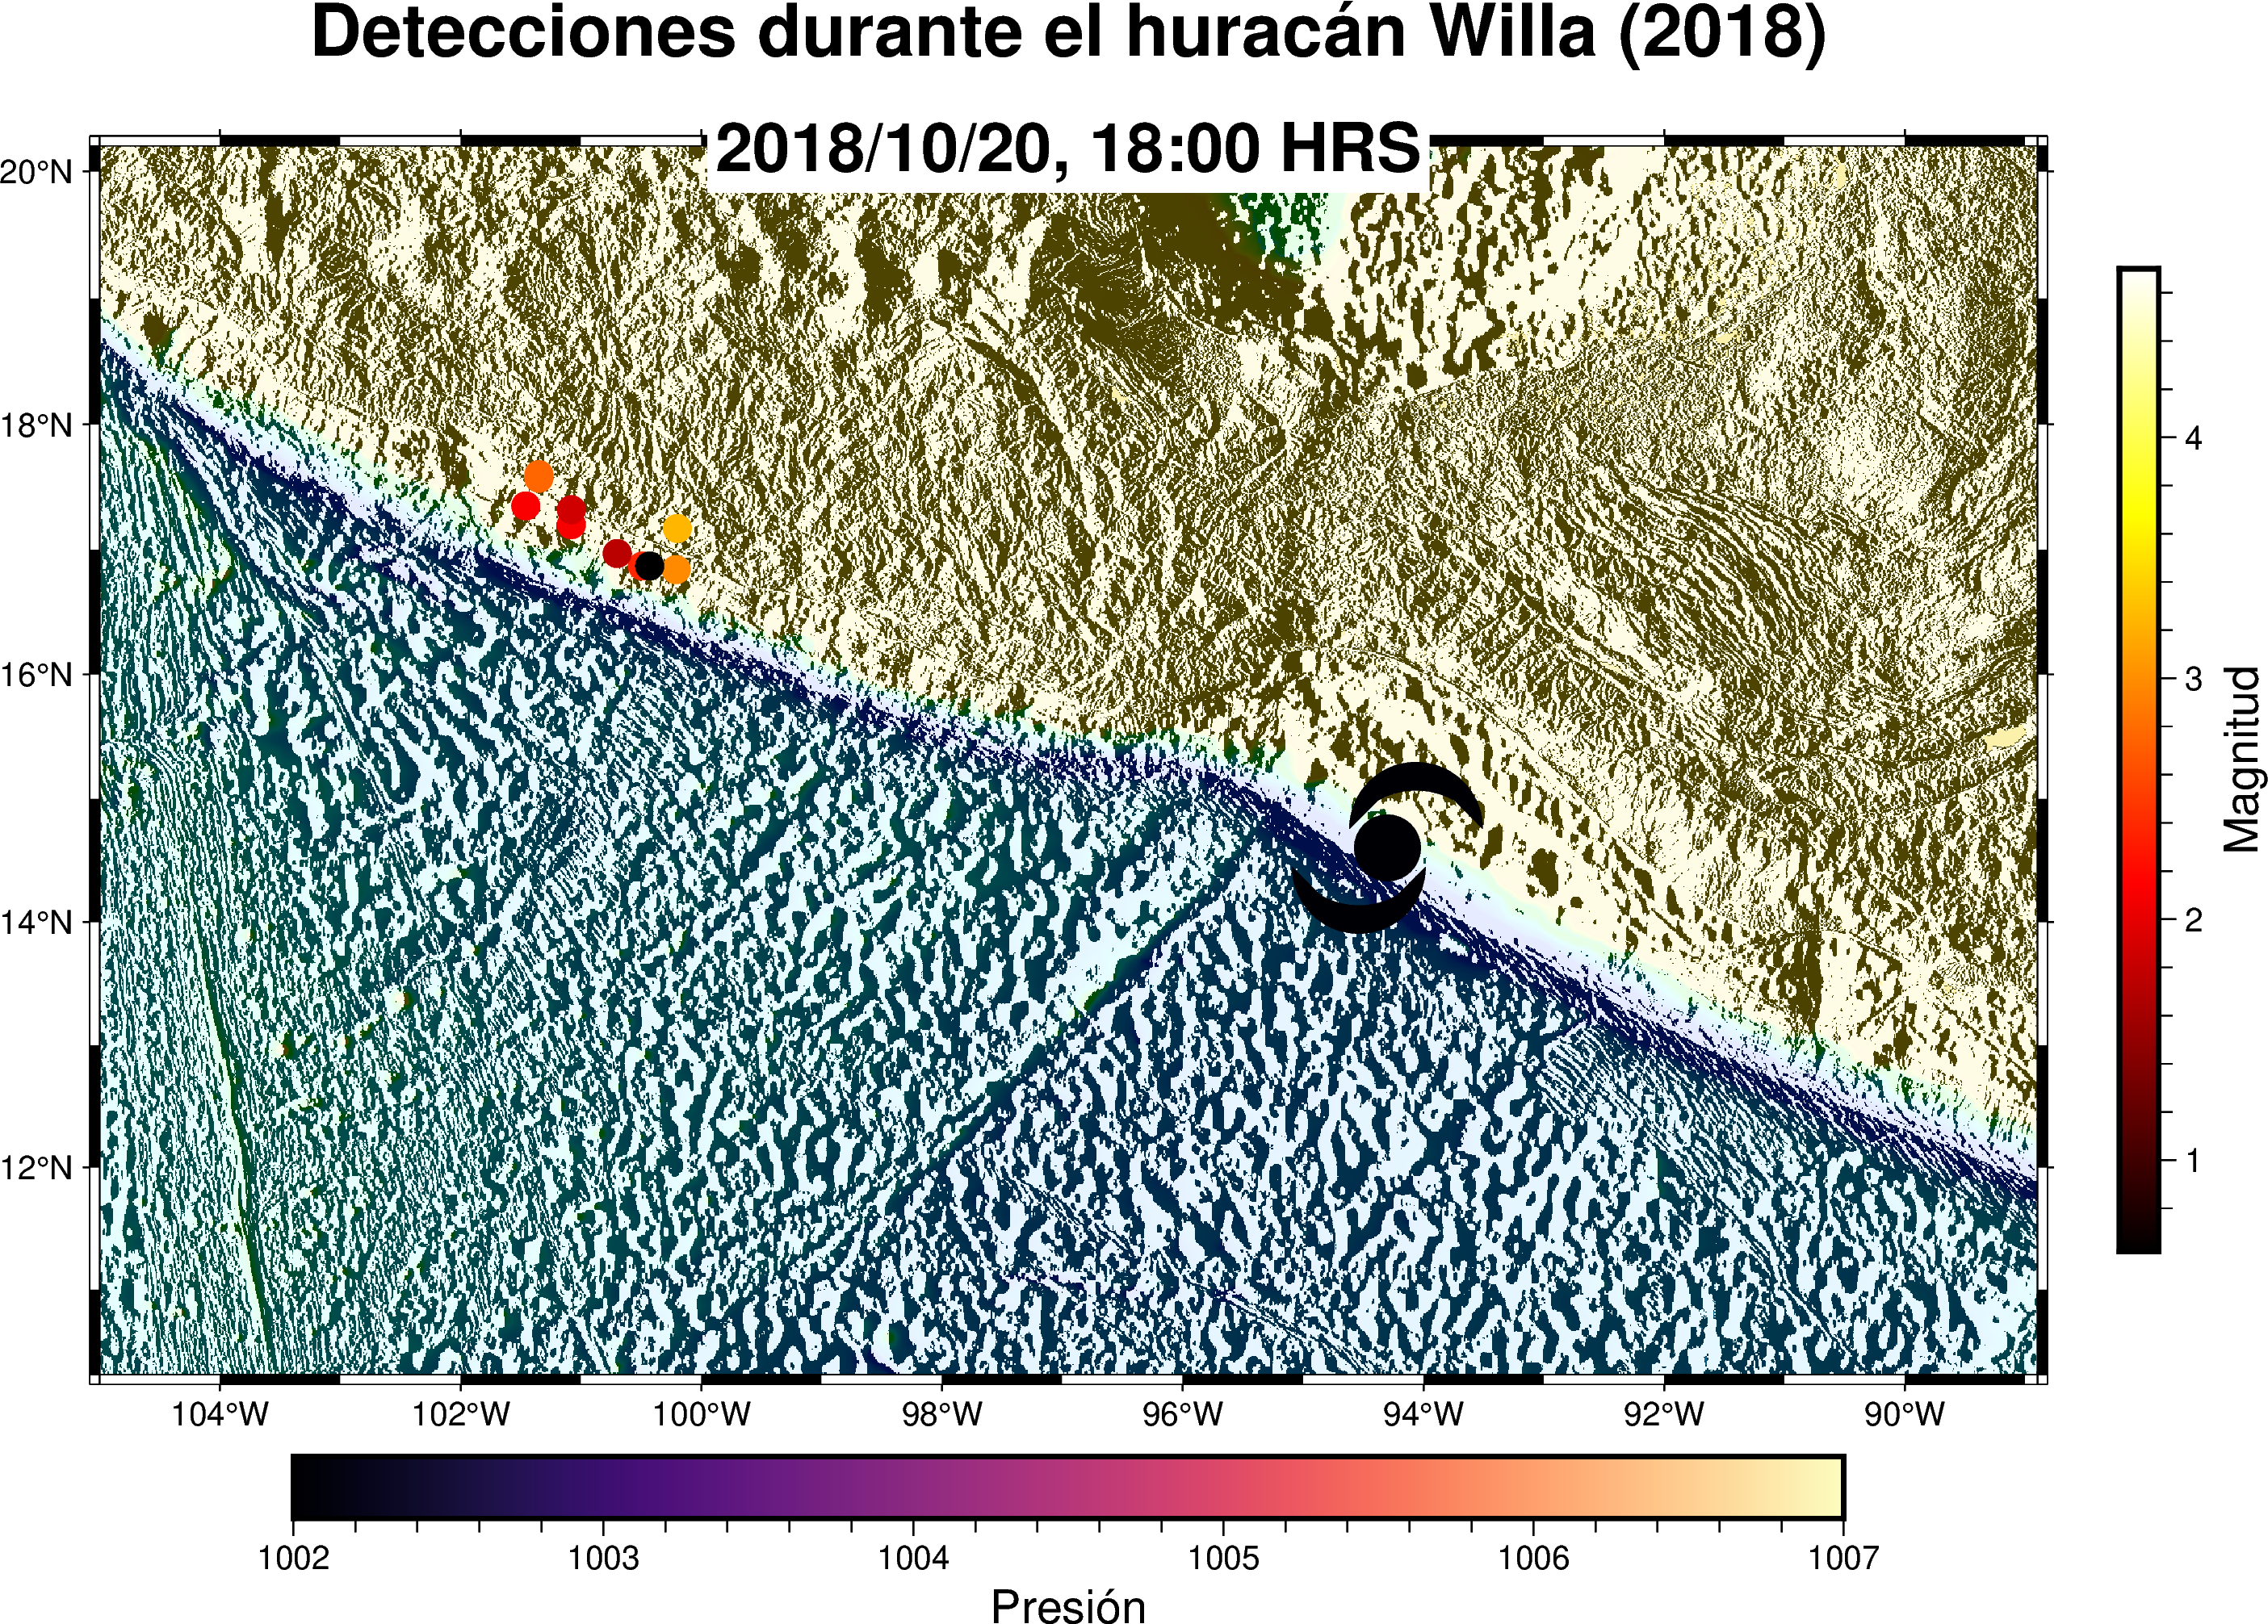 Detecciones durante el huracán Willa (2018)
2018/10/20, 18:00 HRS
20°N
18°N
16°N
14°N
12°N
104°W
102°W
100°W
98°W
96°W
94°W
92°W
90°W
4
3
2
1
Magnitud
1002
1003
1004
1005
1006
1007
Presión